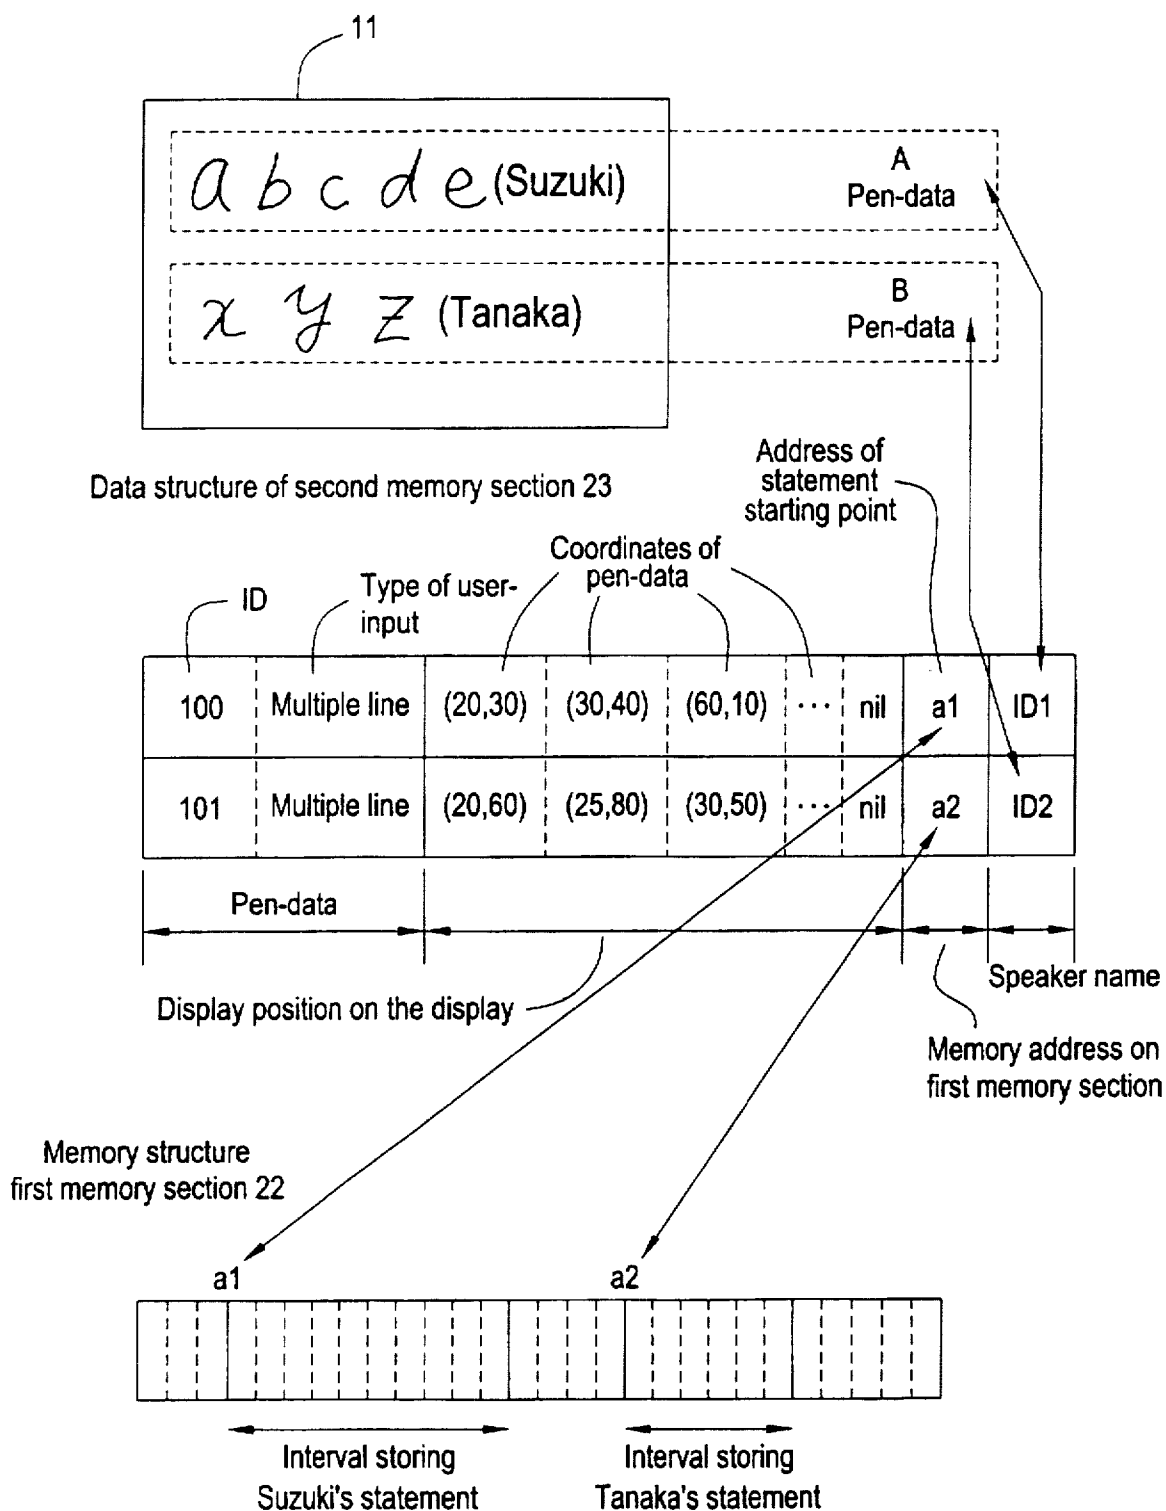 11
a b c d e (Suzuki)
A
Pen-data
x y z (Tanaka)
B
Pen-data
Data structure of second memory section 23
Address of
statement
starting point
Coordinates of
pen-data
Type of user-
input
ID
100 Multiple line (20,30) (30,40) (60,10) ··· nil a1 ID1
101 Multiple line (20,60) (25,80) (30,50) ··· nil a2 ID2
Pen-data
Display position on the display
Speaker name
Memory address on
first memory section
Memory structure
first memory section 22
a1 a2
Interval storing
Suzuki's statement
Interval storing
Tanaka's statement